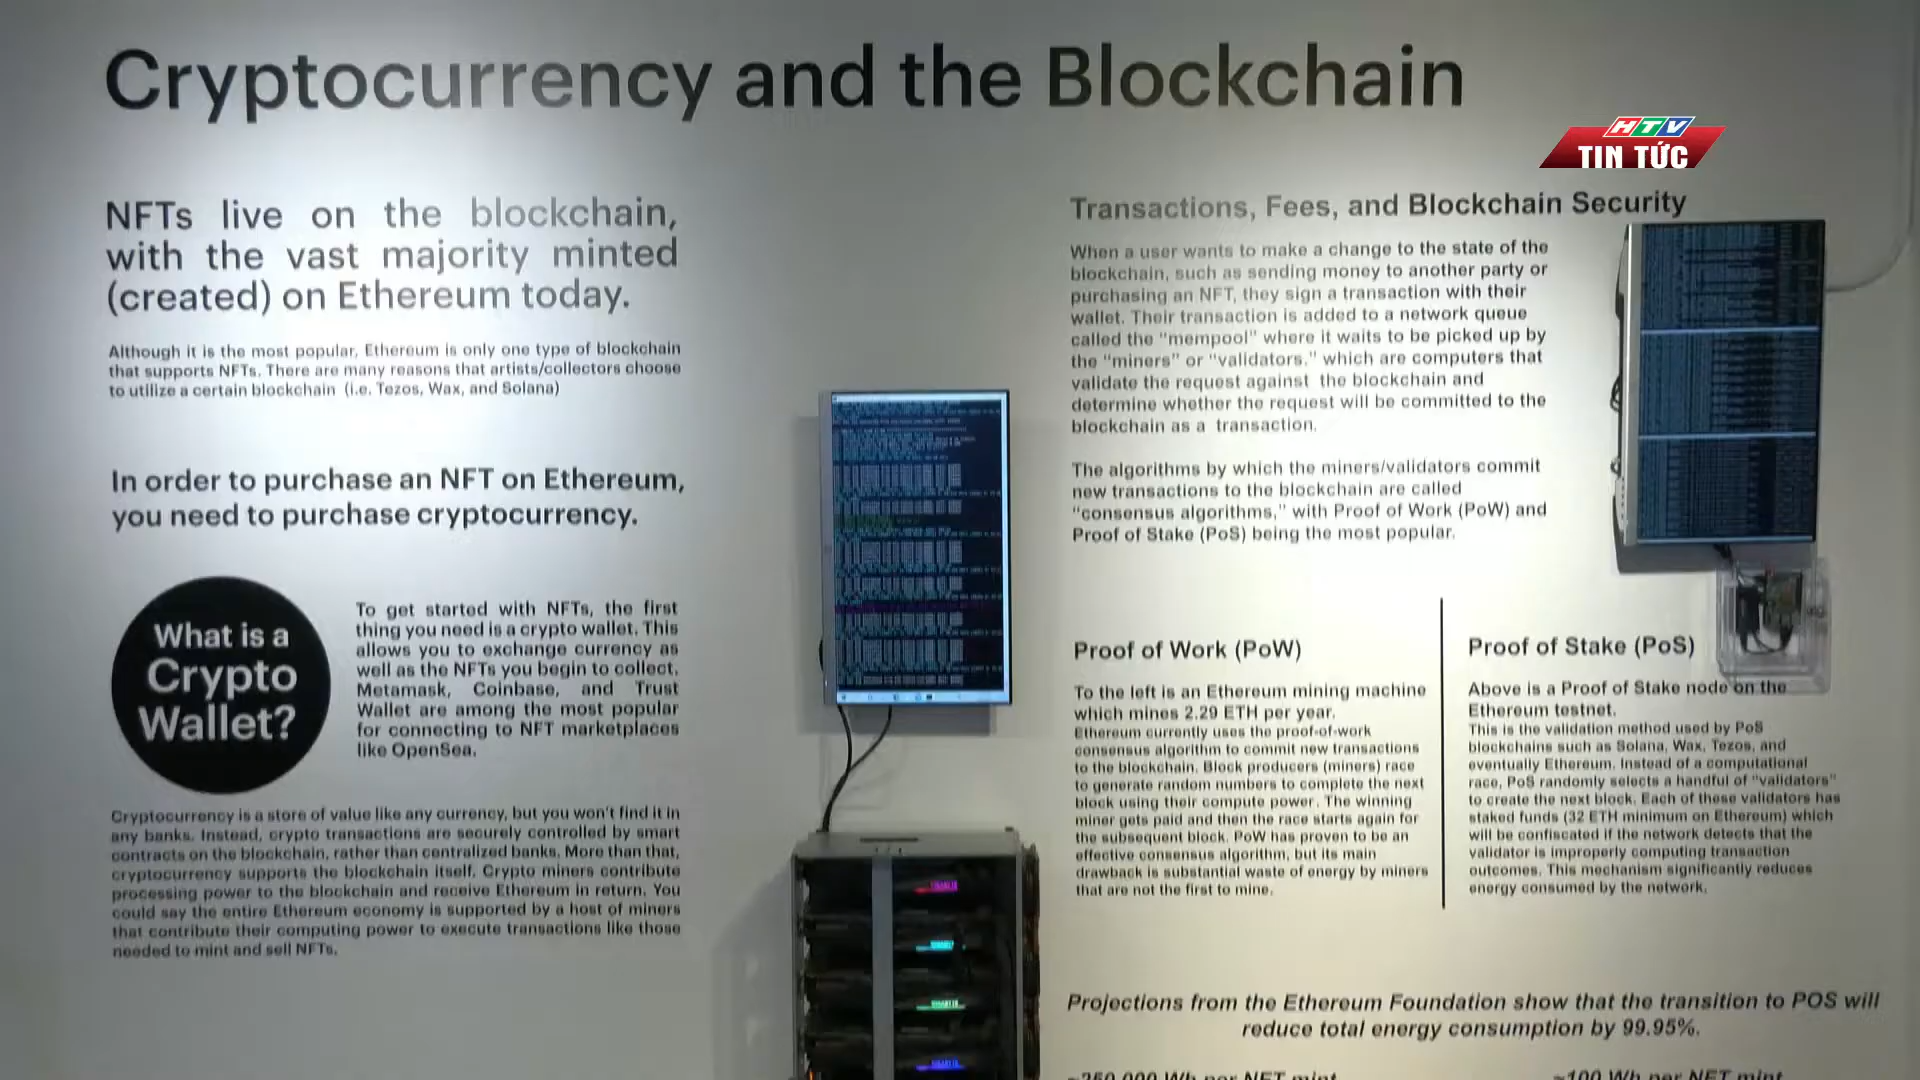 Cryptocurrency and the Blockchain
HTV
TIN TỨC
NFTs live on the blockchain,
with the vast majority minted
(created) on Ethereum today.
Although it is the most popular, Ethereum is only one type of blockchain
that supports NFTs. There are many reasons that artists/collectors choose
to utilize a certain blockchain (i.e. Tezos, Wax, and Solana)
In order to purchase an NFT on Ethereum,
you need to purchase cryptocurrency.
What is a
Crypto
Wallet?
To get started with NFTs, the first
thing you need is a crypto wallet. This
allows you to exchange currency as
well as the NFTs you begin to collect.
Metamask, Coinbase, and Trust
Wallet are among the most popular
for connecting to NFT marketplaces
like OpenSea.
Cryptocurrency is a store of value like any currency, but you won't find it in
any banks. Instead, crypto transactions are securely controlled by smart
contracts on the blockchain, rather than centralized banks. More than that,
cryptocurrency supports the blockchain itself. Crypto miners contribute
processing power to the blockchain and receive Ethereum in return. You
could say the entire Ethereum economy is supported by a host of miners
that contribute their computing power to execute transactions like those
needed to mint and sell NFTs.
Transactions, Fees, and Blockchain Security
When a user wants to make a change to the state of the
blockchain, such as sending money to another party or
purchasing an NFT, they sign a transaction with their
wallet. Their transaction is added to a network queue
called the "mempool" where it waits to be picked up by
the "miners" or "validators," which are computers that
validate the request against the blockchain and
determine whether the request will be committed to the
blockchain as a transaction.
The algorithms by which the miners/validators commit
new transactions to the blockchain are called
"consensus algorithms," with Proof of Work (PoW) and
Proof of Stake (PoS) being the most popular.
Proof of Work (PoW)
To the left is an Ethereum mining machine
which mines 2.29 ETH per year.
Ethereum currently uses the proof-of-work
consensus algorithm to commit new transactions
to the blockchain. Block producers (miners) race
to generate random numbers to complete the next
block using their compute power. The winning
miner gets paid and then the race starts again for
the subsequent block. PoW has proven to be an
effective consensus algorithm, but its main
drawback is substantial waste of energy by miners
that are not the first to mine.
Proof of Stake (PoS)
Above is a Proof of Stake node on the
Ethereum testnet.
This is the validation method used by PoS
blockchains such as Solana, Wax, Tezos, and
eventually Ethereum. Instead of a computational
race, PoS randomly selects a handful of "validators"
to create the next block. Each of these validators has
staked funds (32 ETH minimum on Ethereum) which
will be confiscated if the network detects that the
validator is improperly computing transaction
outcomes. This mechanism significantly reduces
energy consumed by the network.
Projections from the Ethereum Foundation show that the transition to POS will
reduce total energy consumption by 99.95%.
~250,000 Wh per NFT mint
~100 Wh per NFT mint